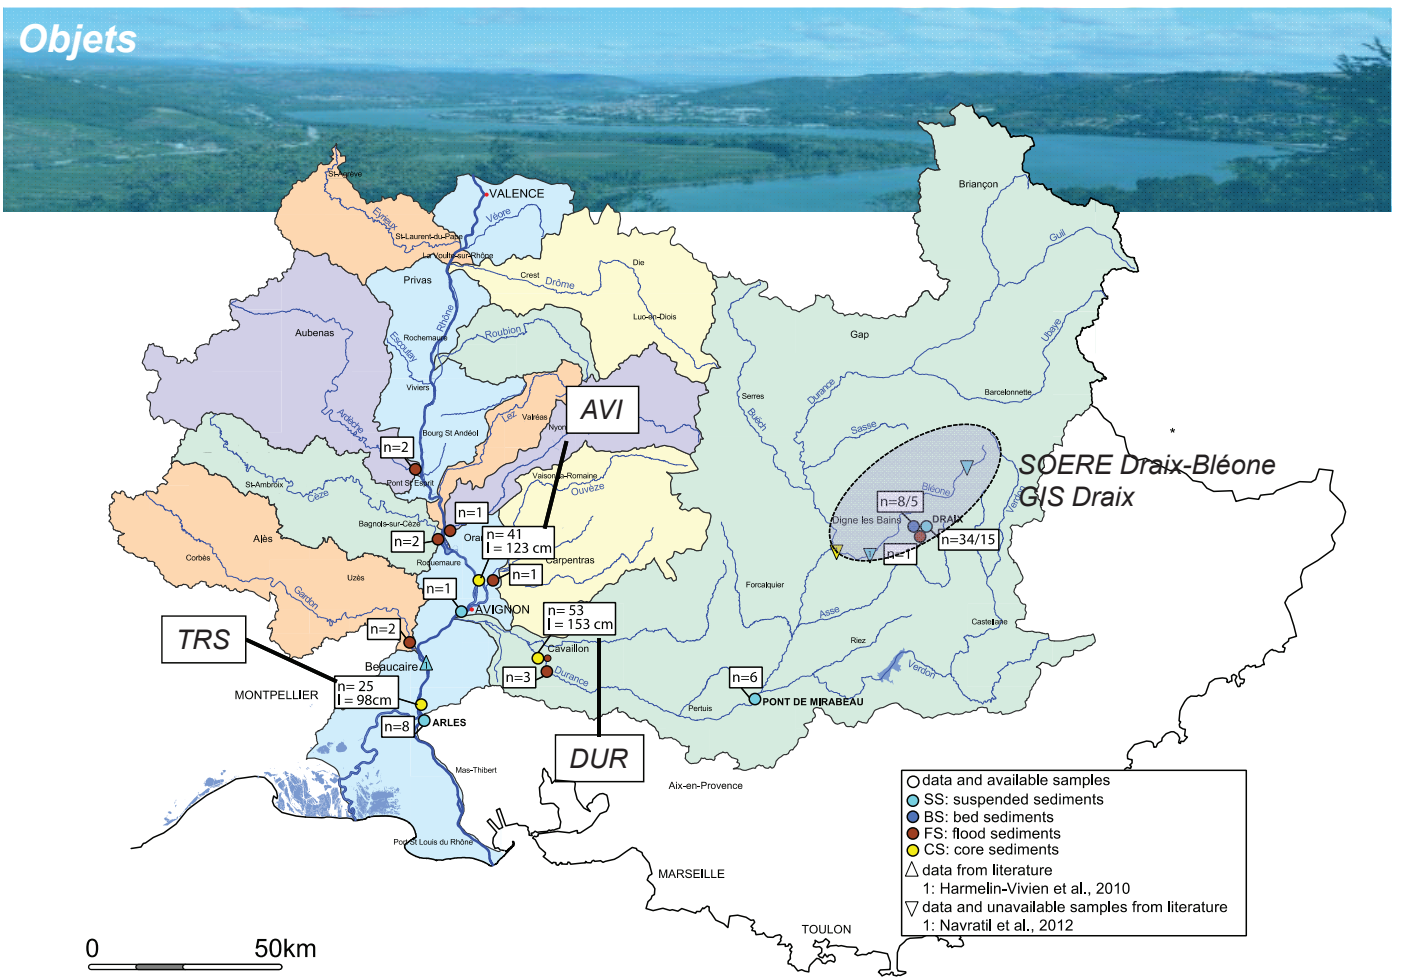 Objets
St-Agrève
VALENCE
Briançon
Eyrieux
Véore
St-Laurent-du-Pape
Guil
La Voulte-sur-Rhône
Die
Crest
Privas
Drôme
Rhône
Luc-en-Diois
Aubenas
Roubion
Gap
Ubaye
Rochemaure
Escoutay
Viviers
Serres
Durance
Barcelonnette
Buëch
AVI
Lez
Valréas
Ardèche
Nyon
Sasse
Bourg St Andéol
n=2
SOERE Draix-Bléone
GIS Draix
Vaison-la-Romaine
Ouvèze
Pont St Esprit
St-Ambroix
Cèze
Bléone
Verdon
n=8/5
n=1
Bagnols-sur-Cèze
Digne les Bains
DRAIX
n=2
Oran
n= 41
l = 123 cm
n=34/15
Alès
Corbès
n=1
Roquemaure
Carpentras
Uzès
n=1
Forcalquier
Gardon
n=1
AVIGNON
n= 53
l = 153 cm
Asse
Castellane
TRS
n=2
Riez
Cavaillon
Beaucaire
1
Verdon
n=3
Durance
n=6
MONTPELLIER
n= 25
l = 98cm
PONT DE MIRABEAU
Pertuis
n=8
ARLES
DUR
Mas-Thibert
Aix-en-Provence
Port St Louis du Rhône
MARSEILLE
TOULON
data and available samples
SS: suspended sediments
BS: bed sediments
FS: flood sediments
CS: core sediments
data from literature
1: Harmelin-Vivien et al., 2010
data and unavailable samples from literature
1: Navratil et al., 2012
0 50km